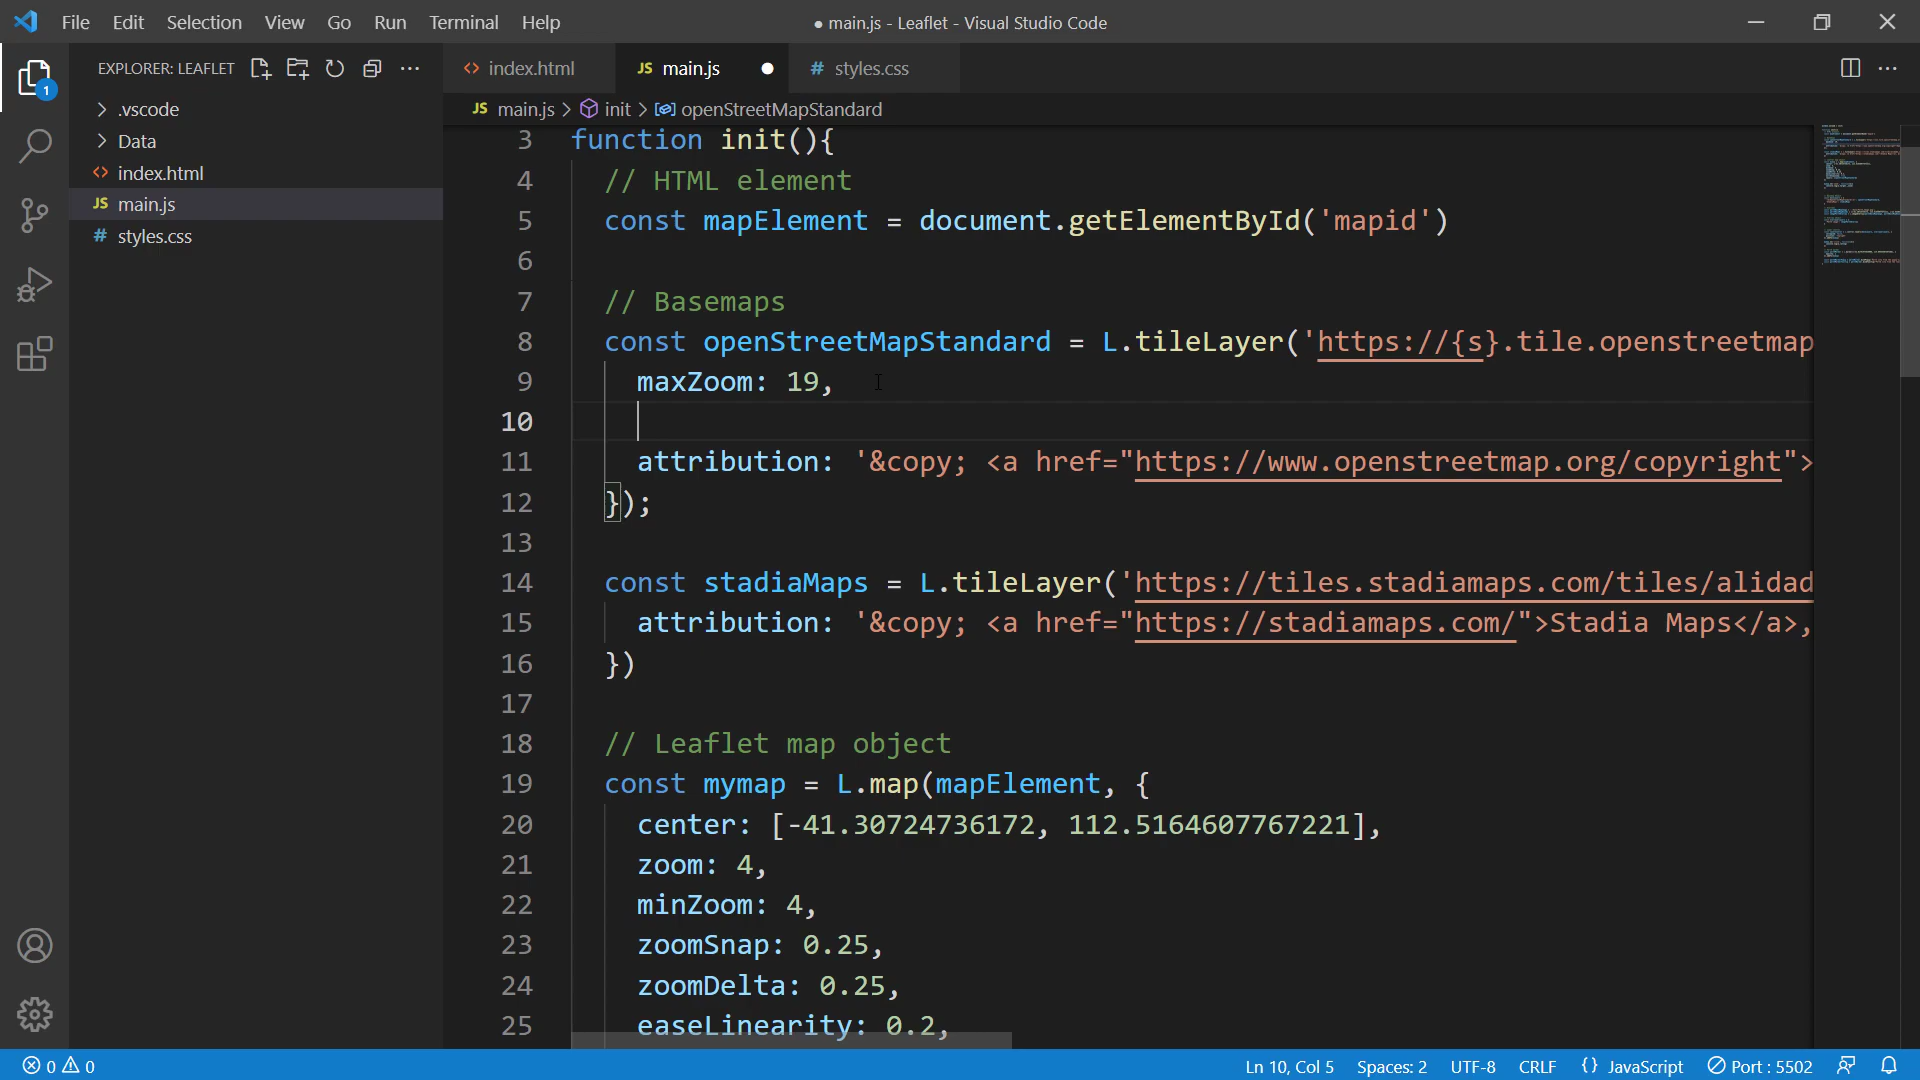 File Edit Selection View Go Run Terminal Help
● main.js - Leaflet - Visual Studio Code
EXPLORER: LEAFLET
1
.vscode
Data
index.html
JS main.js
# styles.css
index.html
JS main.js
# styles.css
JS main.js > init > openStreetMapStandard
3 function init(){
4 // HTML element
5 const mapElement = document.getElementById('mapid')
6
7 // Basemaps
8 const openStreetMapStandard = L.tileLayer('https://{s}.tile.openstreetmap
9 maxZoom: 19,
10
11 attribution: '&copy; <a href="https://www.openstreetmap.org/copyright">
12 });
13
14 const stadiaMaps = L.tileLayer('https://tiles.stadiamaps.com/tiles/alidad
15 attribution: '&copy; <a href="https://stadiamaps.com/">Stadia Maps</a>,
16 })
17
18 // Leaflet map object
19 const mymap = L.map(mapElement, {
20 center: [-41.30724736172, 112.5164607767221],
21 zoom: 4,
22 minZoom: 4,
23 zoomSnap: 0.25,
24 zoomDelta: 0.25,
25 easeLinearity: 0.2,
0 0
Ln 10, Col 5 Spaces: 2 UTF-8 CRLF {} JavaScript Port : 5502